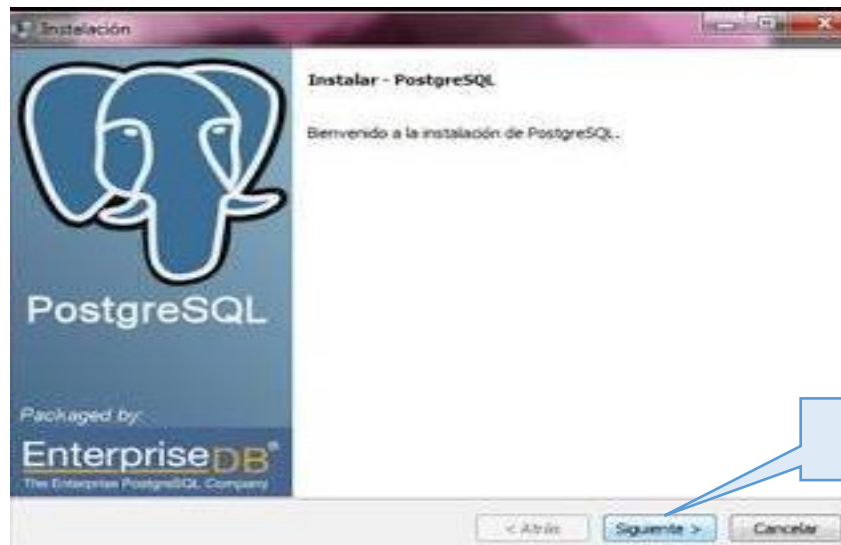 Instalación
Instalar - PostgreSQL
Bienvenido a la instalación de PostgreSQL.
PostgreSQL
Packaged by:
EnterpriseDB®
The Enterprise PostgreSQL Company
< Atrás
Siguiente >
Cancelar